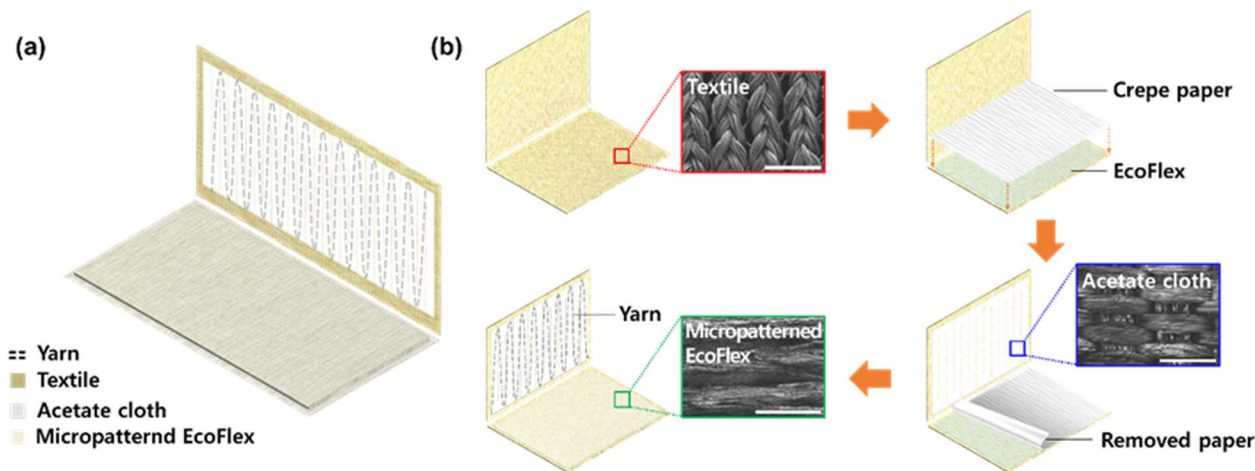 (a)
Yarn
Textile
Acetate cloth
Micropatternd EcoFlex
(b)
Textile
Crepe paper
EcoFlex
Acetate cloth
Removed paper
Micropatterned
EcoFlex
Yarn